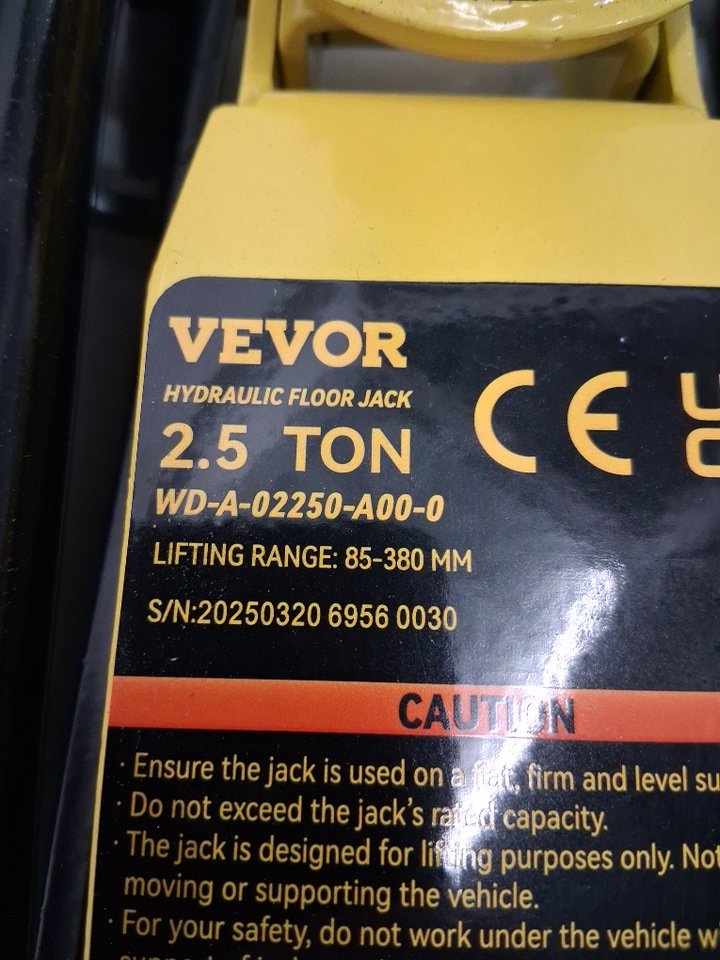 VEVOR
HYDRAULIC FLOOR JACK
2.5 TON
CE
WD-A-02250-A00-0
LIFTING RANGE: 85-380 MM
S/N:20250320 6956 0030
CAUTION
· Ensure the jack is used on a flat, firm and level
· Do not exceed the jack's rated capacity.
· The jack is designed for lifting purposes only. Not
moving or supporting the vehicle.
· For your safety, do not work under the vehicle